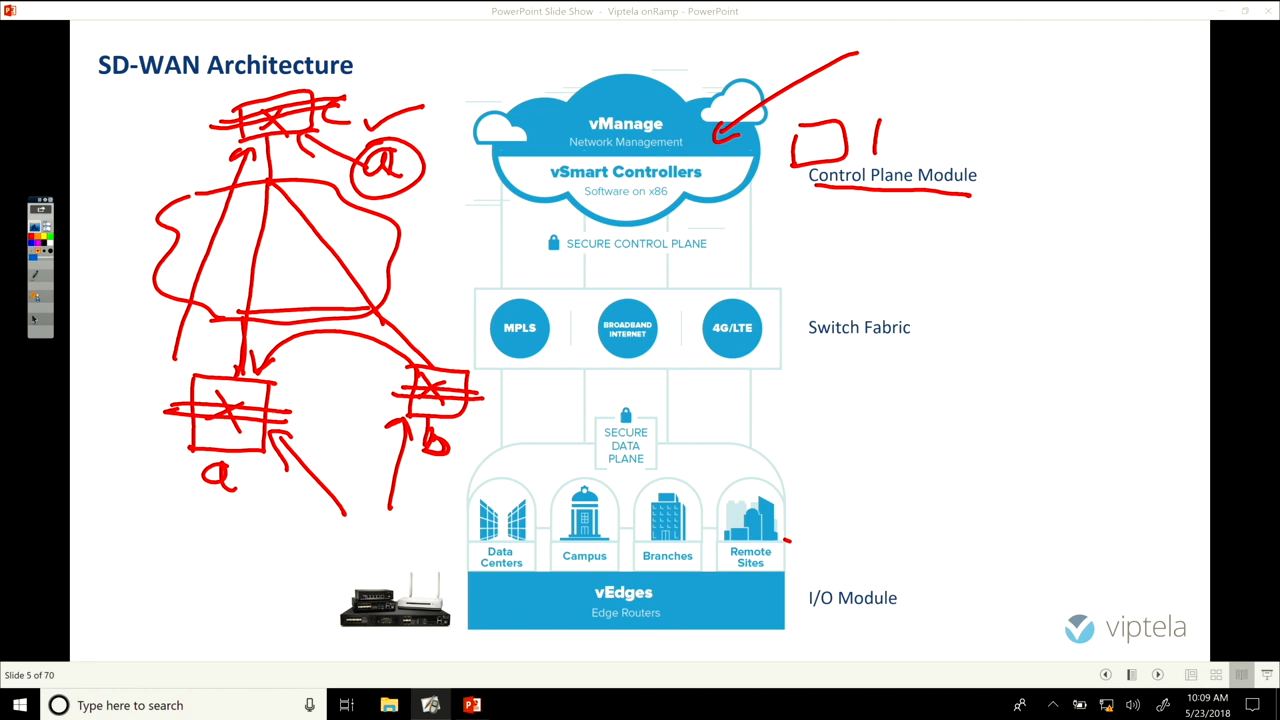 PowerPoint Slide Show - Viptela onRamp - PowerPoint
SD-WAN Architecture
c
a
vManage
Network Management
vSmart Controllers
Software on x86
Control Plane Module
SECURE CONTROL PLANE
MPLS
BROADBAND
INTERNET
4G/LTE
Switch Fabric
a
b
SECURE
DATA
PLANE
Data
Centers
Campus
Branches
Remote
Sites
vEdges
Edge Routers
I/O Module
viptela
Slide 5 of 70
Type here to search
10:09 AM
5/23/2018